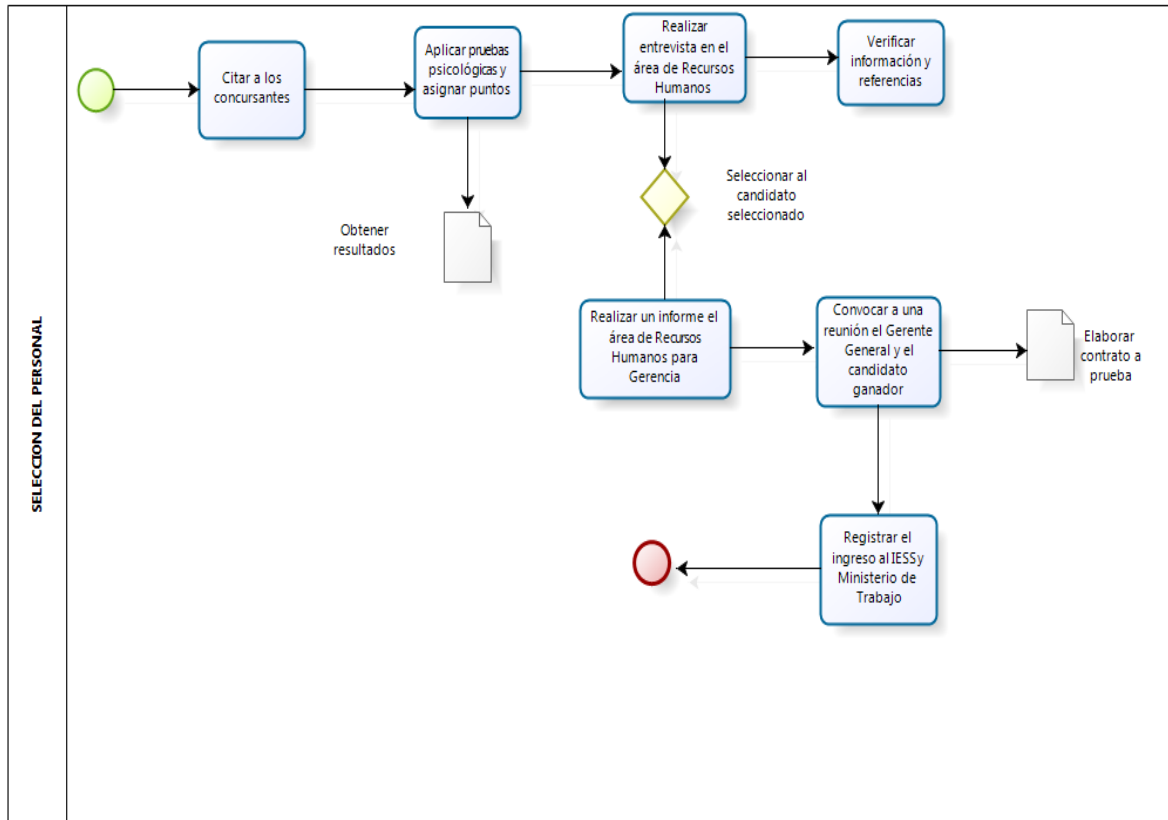 SELECCION DEL PERSONAL
Citar a los
concursantes
Aplicar pruebas
psicológicas y
asignar puntos
Realizar
entrevista en el
área de Recursos
Humanos
Verificar
información y
referencias
Obtener
resultados
Seleccionar al
candidato
seleccionado
Realizar un informe el
área de Recursos
Humanos para
Gerencia
Convocar a una
reunión el Gerente
General y el
candidato
ganador
Elaborar
contrato a
prueba
Registrar el
ingreso al IESS y
Ministerio de
Trabajo